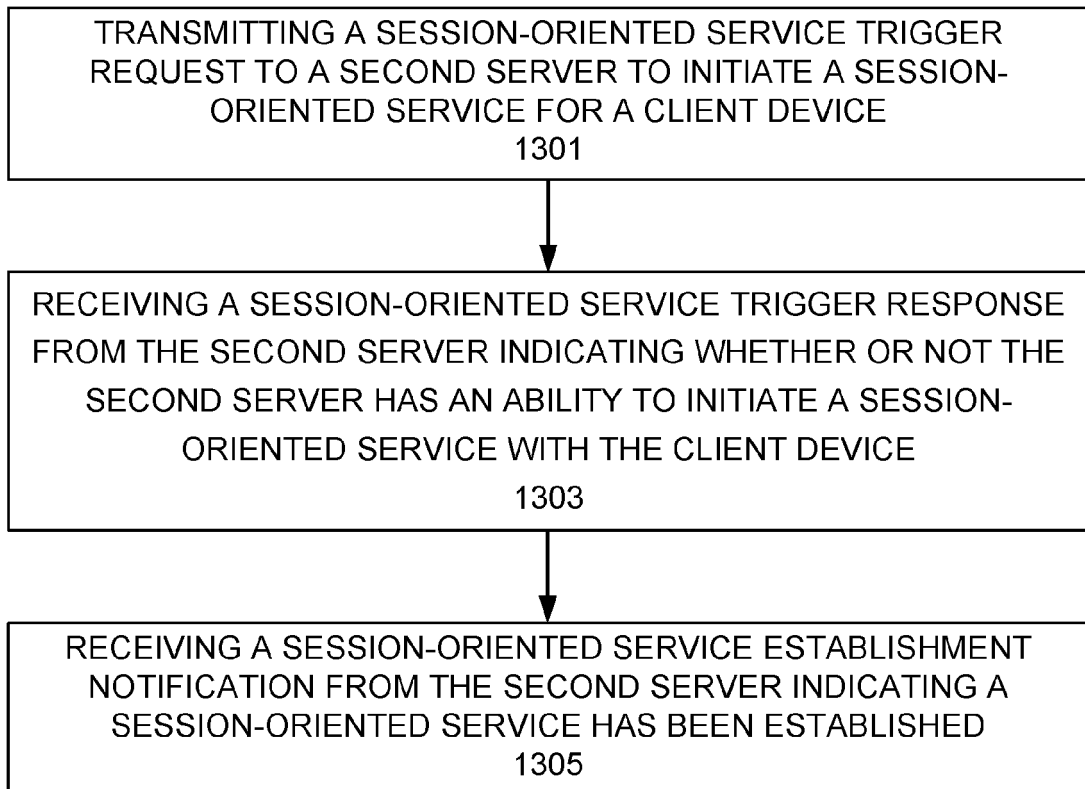 TRANSMITTING A SESSION-ORIENTED SERVICE TRIGGER
REQUEST TO A SECOND SERVER TO INITIATE A SESSION-
ORIENTED SERVICE FOR A CLIENT DEVICE
1301
RECEIVING A SESSION-ORIENTED SERVICE TRIGGER RESPONSE
FROM THE SECOND SERVER INDICATING WHETHER OR NOT THE
SECOND SERVER HAS AN ABILITY TO INITIATE A SESSION-
ORIENTED SERVICE WITH THE CLIENT DEVICE
1303
RECEIVING A SESSION-ORIENTED SERVICE ESTABLISHMENT
NOTIFICATION FROM THE SECOND SERVER INDICATING A
SESSION-ORIENTED SERVICE HAS BEEN ESTABLISHED
1305